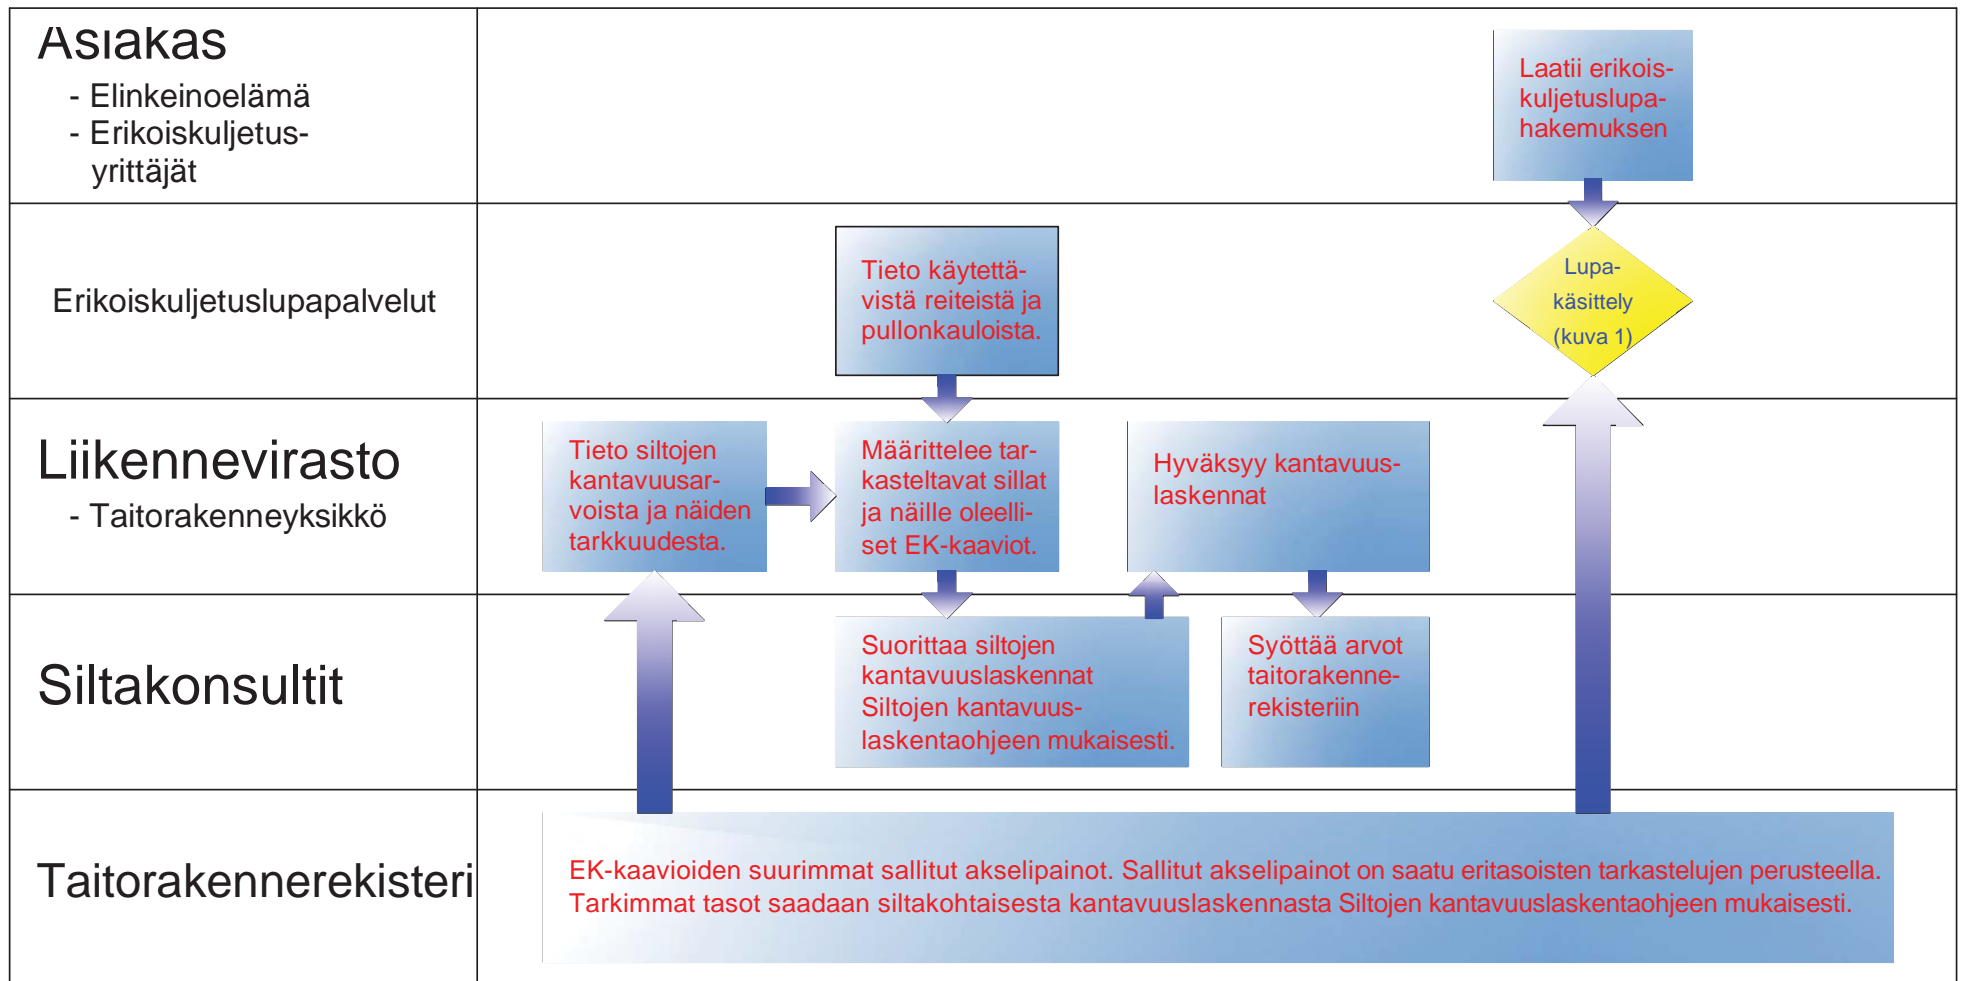 Asiakas
- Elinkeinoelämä
- Erikoiskuljetus-
yrittäjät
Laatii erikois-
kuljetuslupa-
hakemuksen
Erikoiskuljetuslupapalvelut
Tieto käytettä-
vistä reiteistä ja
pullonkauloista.
Lupa-
käsittely
(kuva 1)
Liikennevirasto
- Taitorakenneyksikkö
Tieto siltojen
kantavuusar-
voista ja näiden
tarkkuudesta.
Määrittelee tar-
kasteltavat sillat
ja näille oleelli-
set EK-kaaviot.
Hyväksyy kantavuus-
laskennat
Siltakonsultit
Suorittaa siltojen
kantavuuslaskennat
Siltojen kantavuus-
laskentaohjeen mukaisesti.
Syöttää arvot
taitorakenne-
rekisteriin
Taitorakennerekisteri
EK-kaavioiden suurimmat sallitut akselipainot. Sallitut akselipainot on saatu eritasoisten tarkastelujen perusteella.
Tarkimmat tasot saadaan siltakohtaisesta kantavuuslaskennasta Siltojen kantavuuslaskentaohjeen mukaisesti.